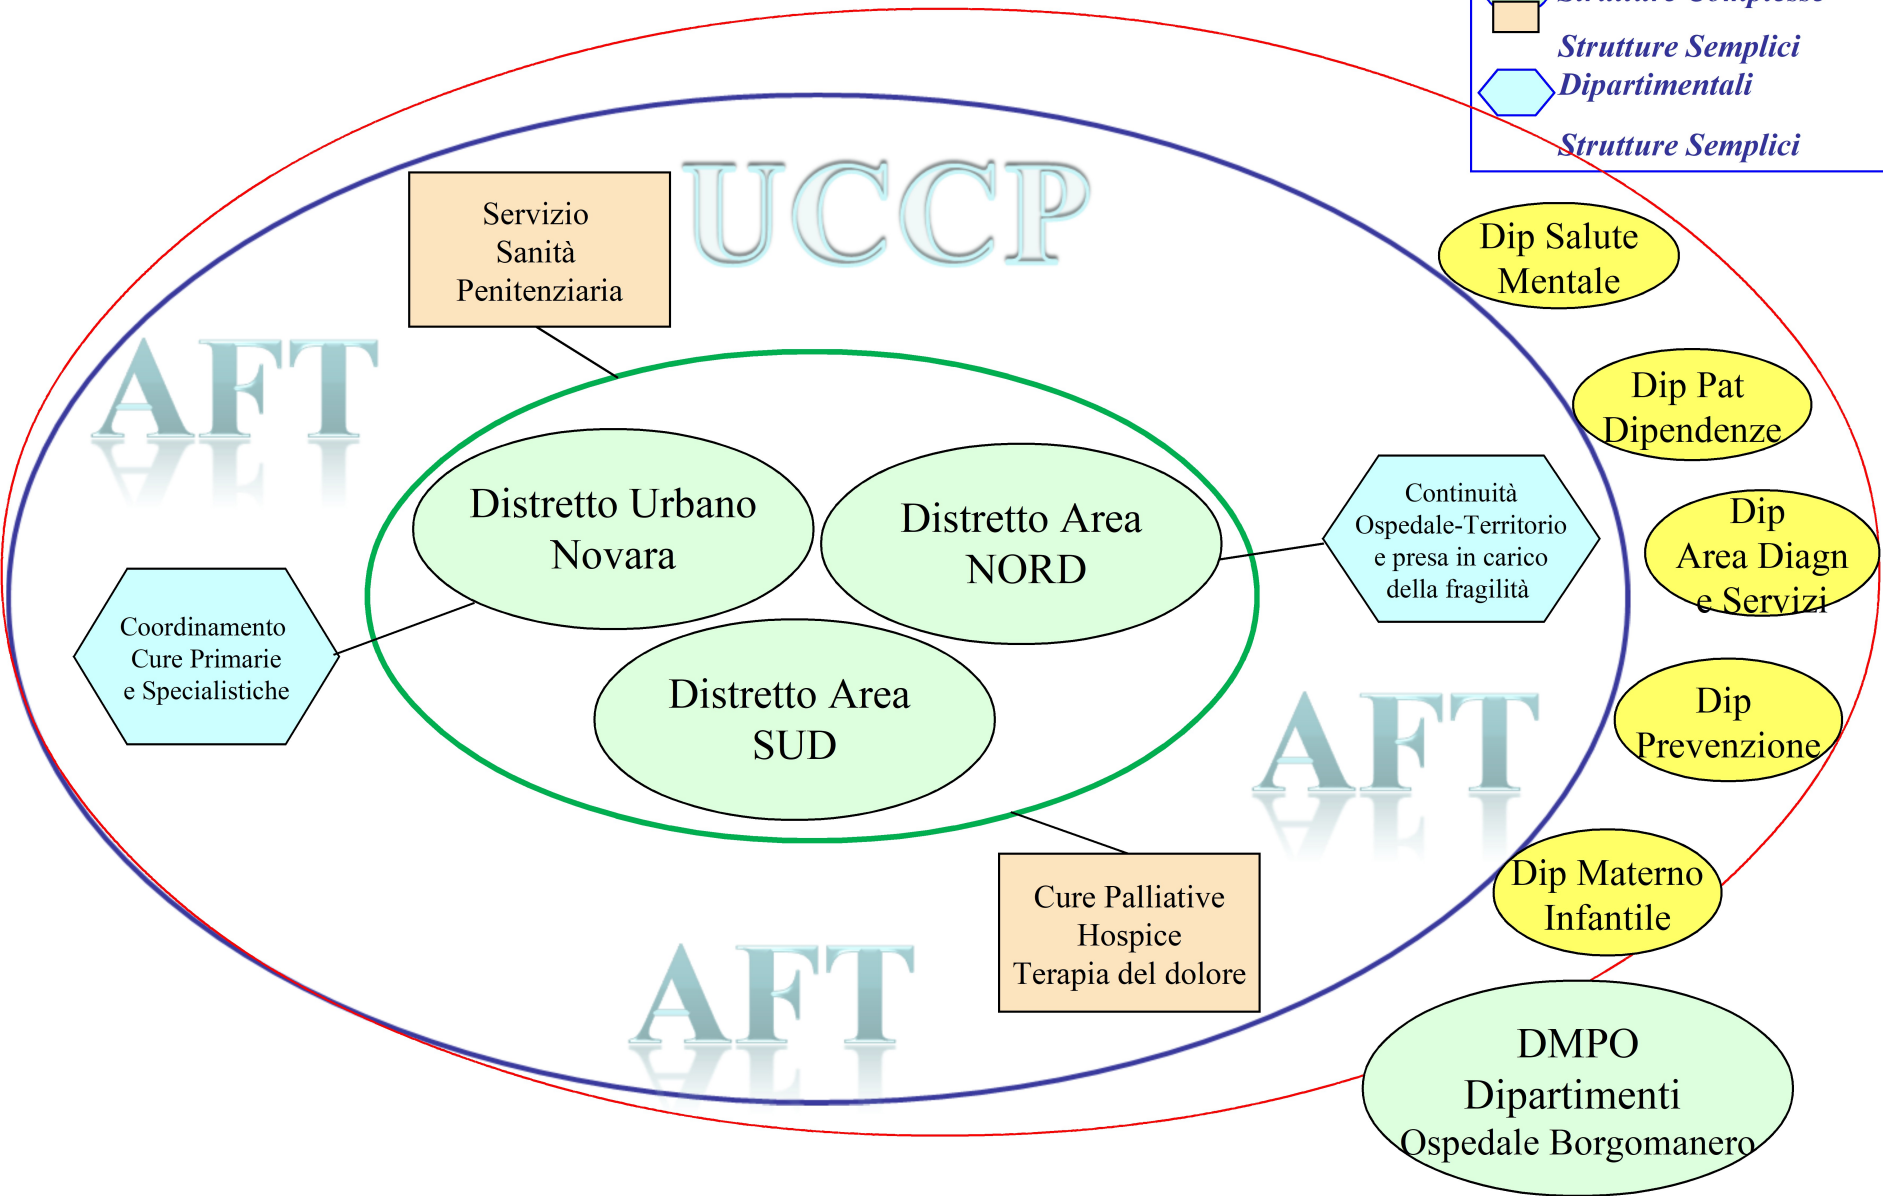 Strutture Complesse
Strutture Semplici
Dipartimentali
Strutture Semplici
UCCP
Servizio
Sanità
Penitenziaria
Dip Salute
Mentale
AFT
Dip Pat
Dipendenze
Distretto Urbano
Novara
Distretto Area
NORD
Continuità
Ospedale-Territorio
e presa in carico
della fragilità
Dip
Area Diagn
e Servizi
Coordinamento
Cure Primarie
e Specialistiche
Distretto Area
SUD
AFT
Dip
Prevenzione
Dip Materno
Infantile
Cure Palliative
Hospice
Terapia del dolore
AFT
DMPO
Dipartimenti
Ospedale Borgomanero